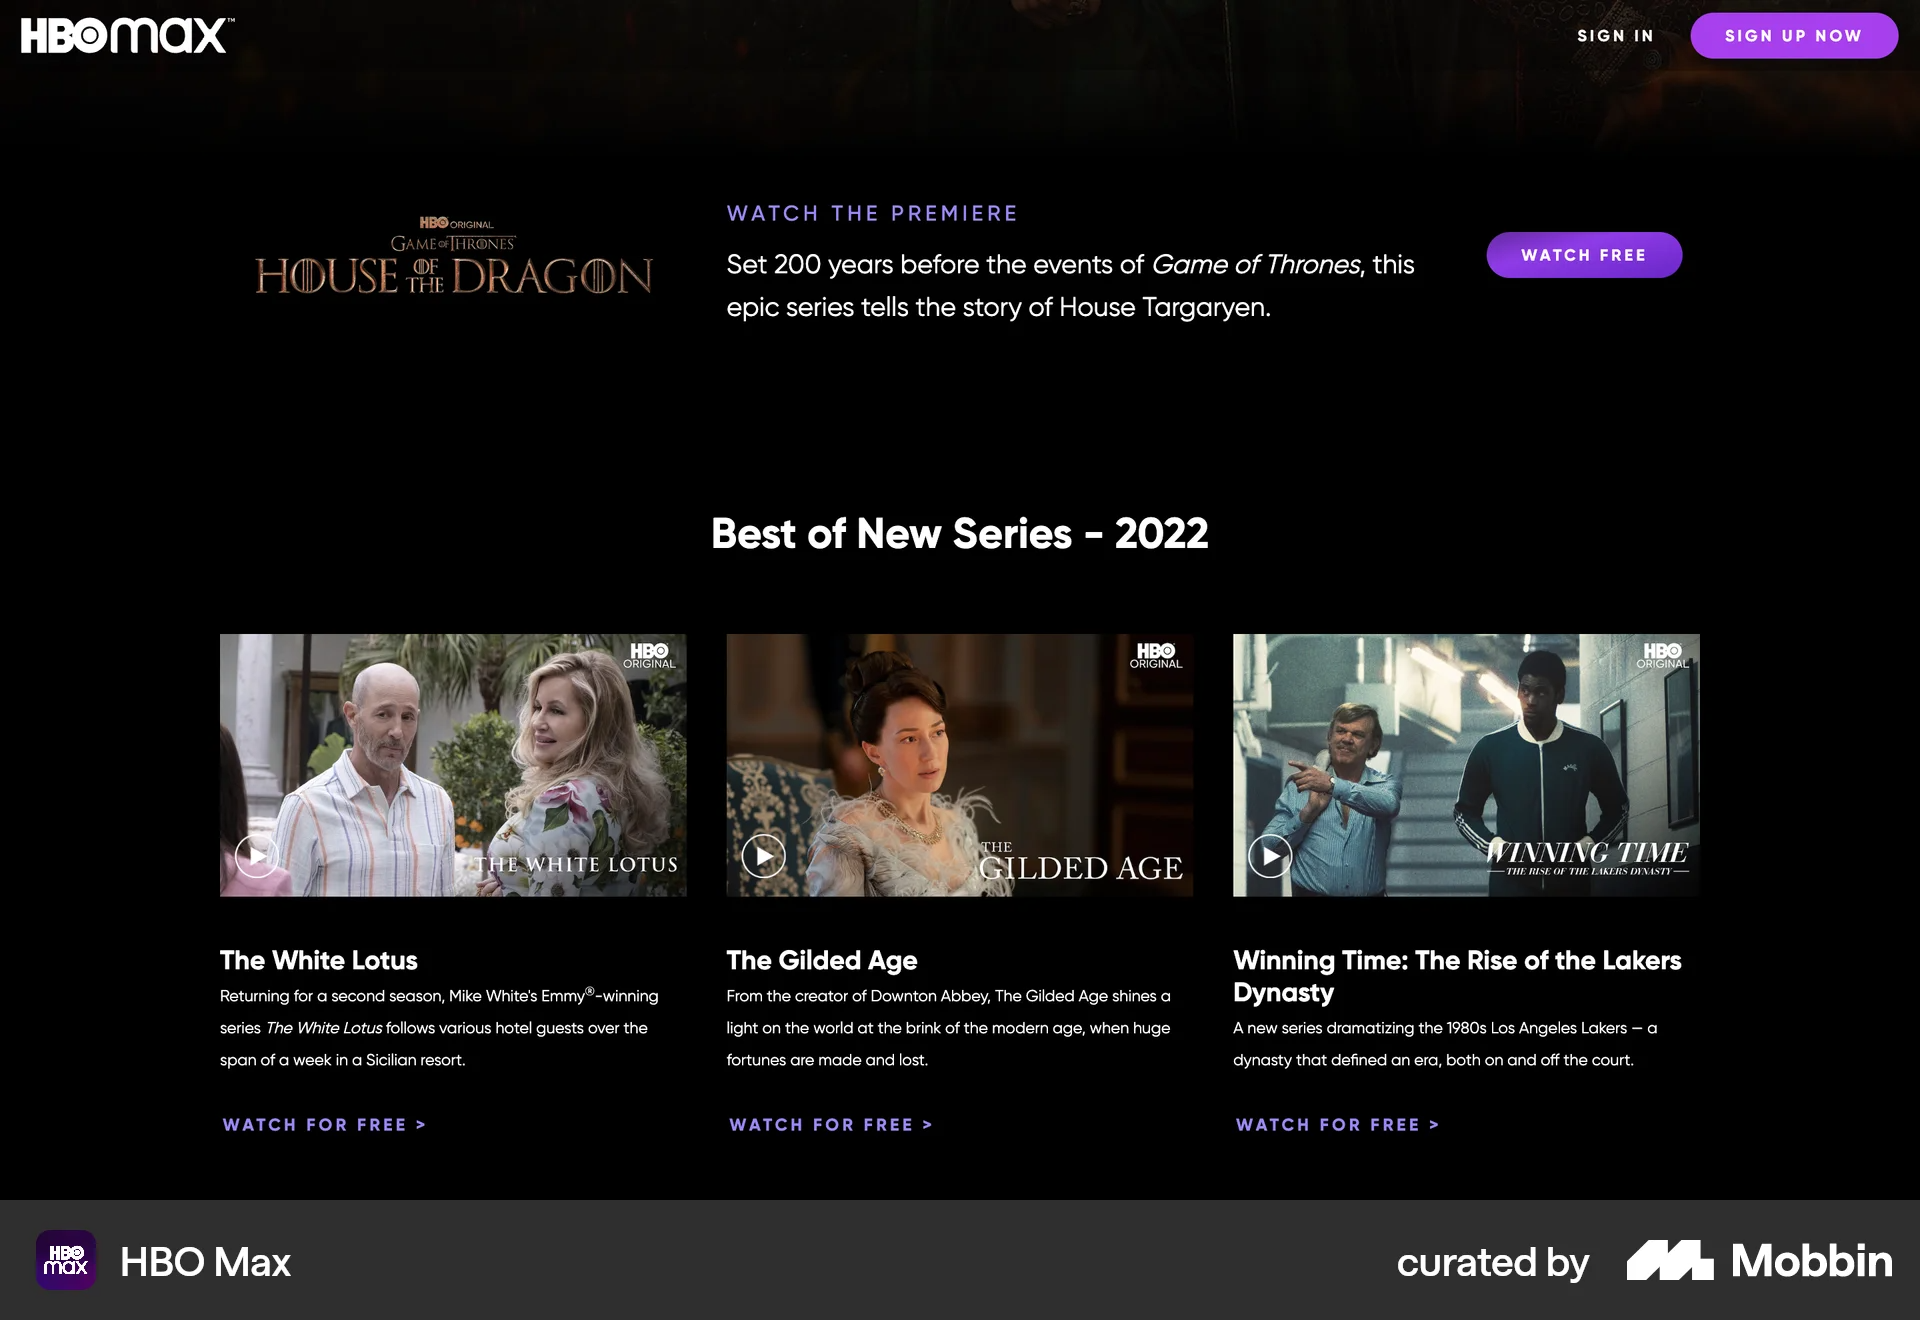 HBOmax™
SIGN IN
SIGN UP NOW
HBO ORIGINAL
GAME OF THRONES
HOUSE OF THE DRAGON
WATCH THE PREMIERE
Set 200 years before the events of Game of Thrones, this
epic series tells the story of House Targaryen.
WATCH FREE
Best of New Series - 2022
HBO
ORIGINAL
THE WHITE LOTUS
HBO
ORIGINAL
THE
GILDED AGE
HBO
ORIGINAL
WINNING TIME
THE RISE OF THE LAKERS DYNASTY
The White Lotus
Returning for a second season, Mike White's Emmy®-winning
series The White Lotus follows various hotel guests over the
span of a week in a Sicilian resort.
WATCH FOR FREE >
The Gilded Age
From the creator of Downton Abbey, The Gilded Age shines a
light on the world at the brink of the modern age, when huge
fortunes are made and lost.
WATCH FOR FREE >
Winning Time: The Rise of the Lakers
Dynasty
A new series dramatizing the 1980s Los Angeles Lakers — a
dynasty that defined an era, both on and off the court.
WATCH FOR FREE >
HBO
max
HBO Max
curated by
Mobbin